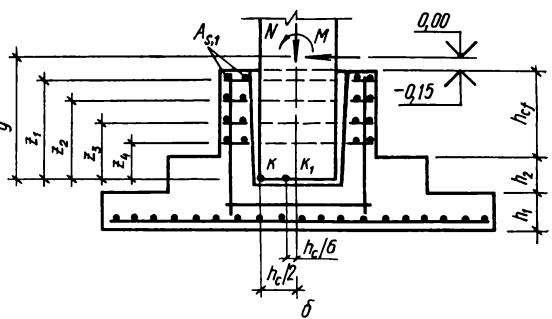 A_{s,1}
N
M
0,00
-0,15
y
z_1
z_2
z_3
z_4
K
K_1
h_{cf}
h_2
h_1
h_c/6
h_c/2
б